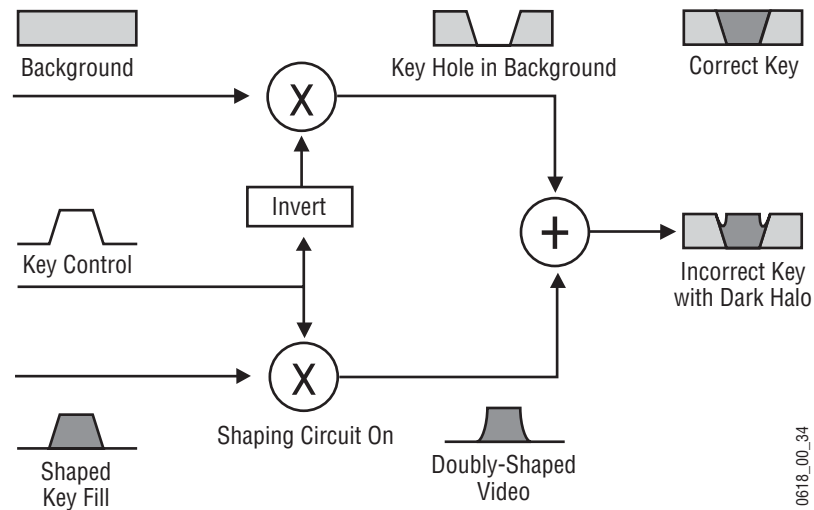 Background
Key Hole in Background
Correct Key
X
Invert
Key Control
+
Incorrect Key
with Dark Halo
X
Shaping Circuit On
Shaped
Key Fill
Doubly-Shaped
Video
0618_00_34